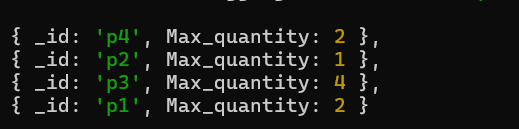 { _id: 'p4', Max_quantity: 2 },
{ _id: 'p2', Max_quantity: 1 },
{ _id: 'p3', Max_quantity: 4 },
{ _id: 'p1', Max_quantity: 2 }